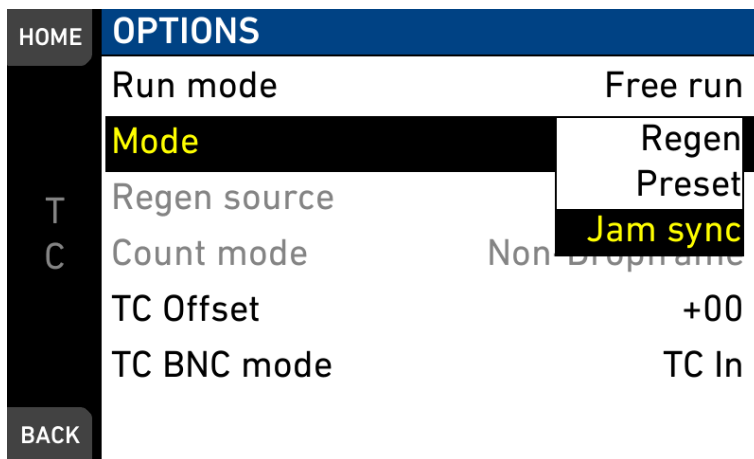 HOME
OPTIONS
Run mode Free run
Mode Regen
Preset
Regen source
Jam sync
Count mode Non-Dropframe
TC Offset +00
TC BNC mode TC In
T
C
BACK